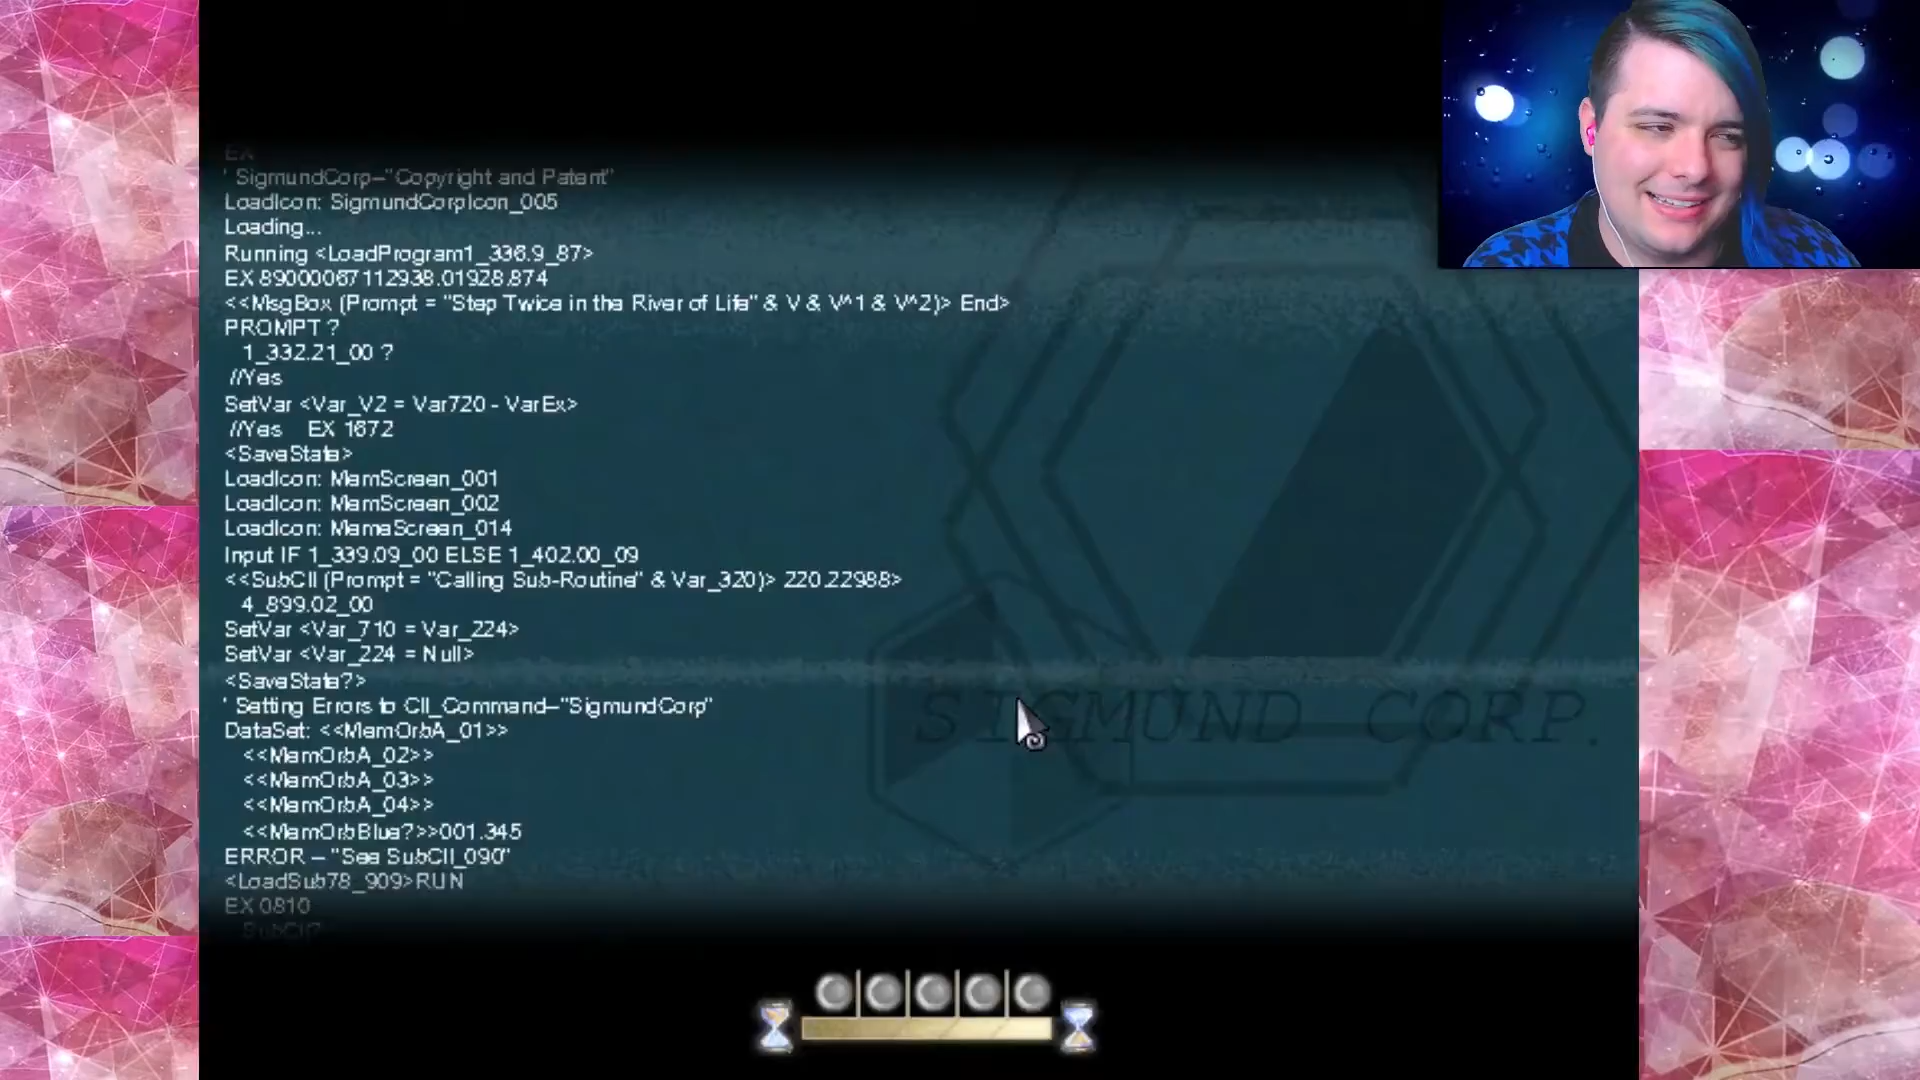 EX
' SigmundCorp–"Copyright and Patent"
LoadIcon: SigmundCorpIcon_005
Loading...
Running <LoadProgram1_336.9_87>
EX 89000067112938.01928.874
<<MsgBox (Prompt = "Step Twice in the River of Life" & V & V^1 & V^2)> End>
PROMPT ?
1_332.21_00 ?
//Yes
SetVar <Var_V2 = Var720 - VarEx>
//Yes EX 1672
<SaveState>
LoadIcon: MemScreen_001
LoadIcon: MemScreen_002
LoadIcon: MemeScreen_014
Input IF 1_339.09_00 ELSE 1_402.00_09
<<SubCll (Prompt = "Calling Sub-Routine" & Var_320)> 220.22988>
4_899.02_00
SetVar <Var_710 = Var_224>
SetVar <Var_224 = Null>
<SaveState?>
' Setting Errors to Cll_Command–"SigmundCorp"
SIGMUND CORP.
DataSet: <<MemOrbA_01>>
<<MemOrbA_02>>
<<MemOrbA_03>>
<<MemOrbA_04>>
<<MemOrbBlue?>>001.345
ERROR – "See SubCll_090"
<LoadSub78_909>RUN
EX 0810
SubCll?